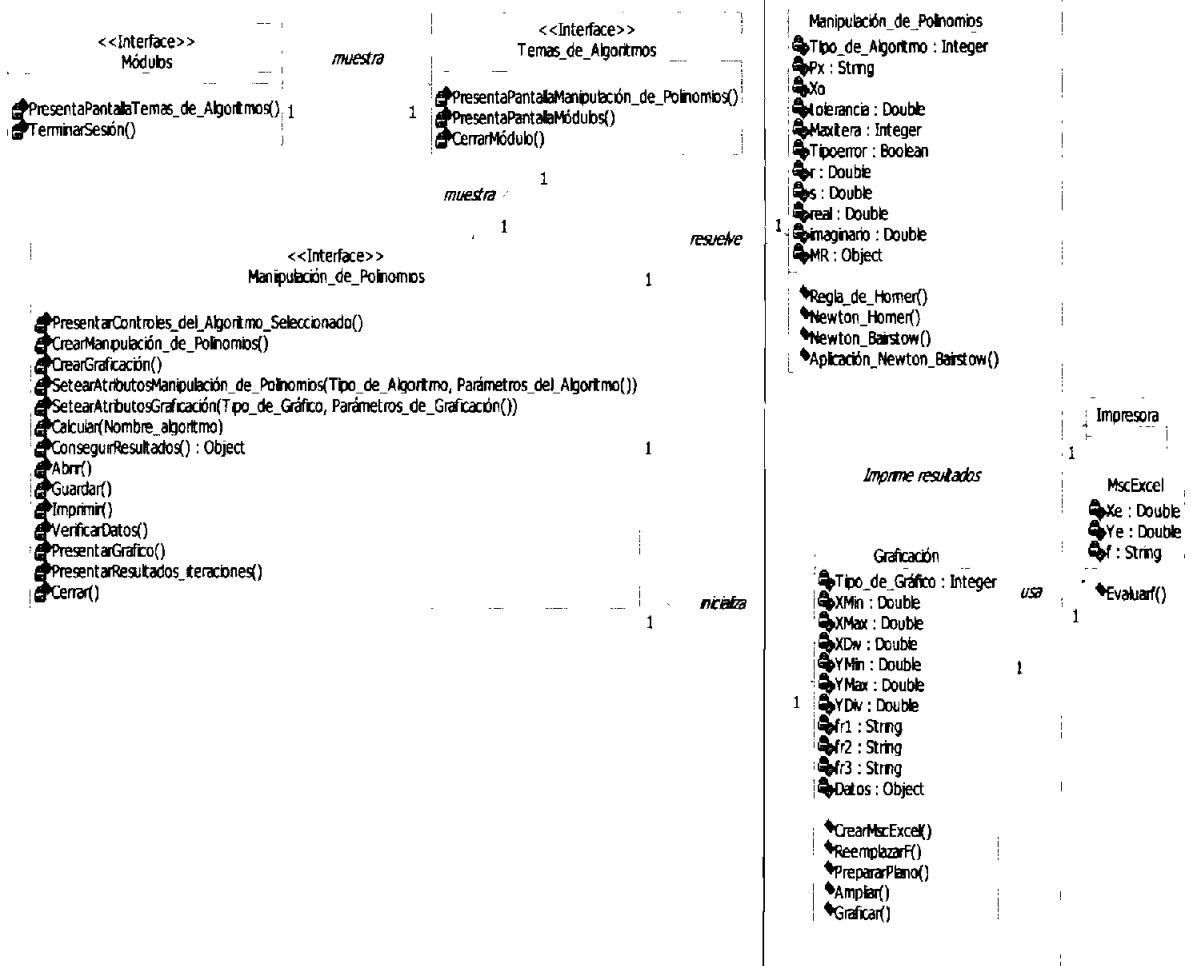 <<Interface>>
Módulos
PresentaPantallaTemas_de_Algoritmos()
TerminarSesión()
1
muestra
1
<<Interface>>
Temas_de_Algoritmos
PresentaPantallaManipulación_de_Polinomios()
PresentaPantallaMódulos()
CerrarMódulo()
1
muestra
1
<<Interface>>
Manipulación_de_Polinomios
PresentarControles_del_Algoritmo_Seleccionado()
CrearManipulación_de_Polinomios()
CrearGraficación()
SetearAtributosManipulación_de_Polinomios(Tipo_de_Algoritmo, Parámetros_del_Algoritmo())
SetearAtributosGraficación(Tipo_de_Gráfico, Parámetros_de_Graficación())
Calcular(Nombre_algoritmo)
ConseguirResultados() : Object
Abrir()
Guardar()
Imprimir()
VerificarDatos()
PresentarGrafico()
PresentarResultados_iteraciones()
Cerrar()
1
resuelve
1
Manipulación_de_Polinomios
Tipo_de_Algoritmo : Integer
Px : String
Xo
tolerancia : Double
Maxitera : Integer
Tipoerror : Boolean
r : Double
s : Double
real : Double
imaginario : Double
MR : Object
Regla_de_Horner()
Newton_Horner()
Newton_Bairstow()
Aplicación_Newton_Bairstow()
1
Imprime resultados
1
Impresora
1
inicializa
1
Graficación
Tipo_de_Gráfico : Integer
XMin : Double
XMax : Double
XDiv : Double
YMin : Double
YMax : Double
YDiv : Double
fr1 : String
fr2 : String
fr3 : String
Datos : Object
CrearMscExcel()
ReemplazarF()
PrepararPlano()
Ampliar()
Graficar()
1
usa
1
MscExcel
Xe : Double
Ye : Double
f : String
Evaluarf()